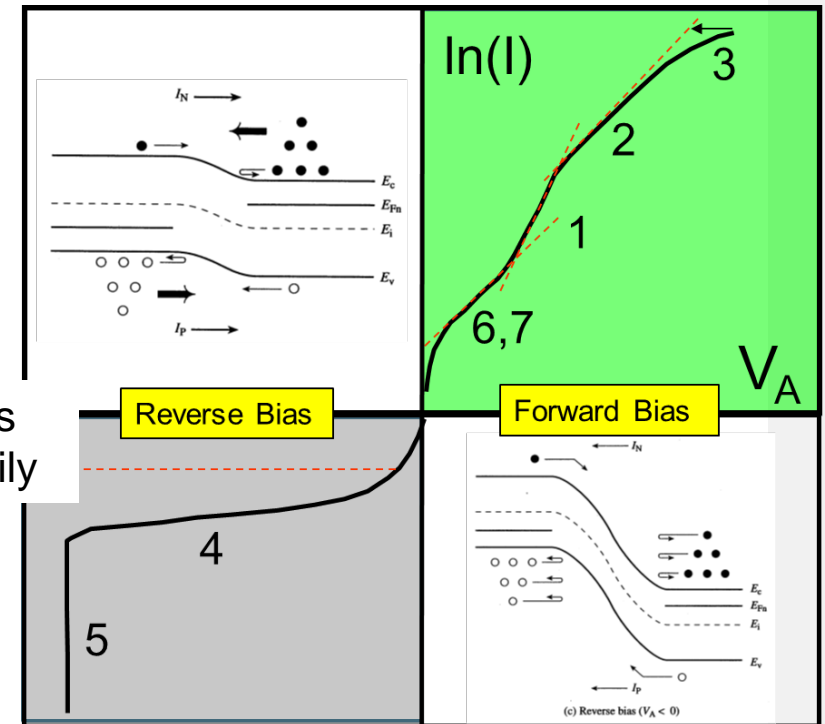 ln(I)
3
2
1
6,7
V_A
I_N
E_c
E_Fn
E_i
E_v
I_P
s
ily
Reverse Bias
Forward Bias
4
5
I_N
E_c
E_Fn
E_i
E_v
I_P
(c) Reverse bias (V_A < 0)